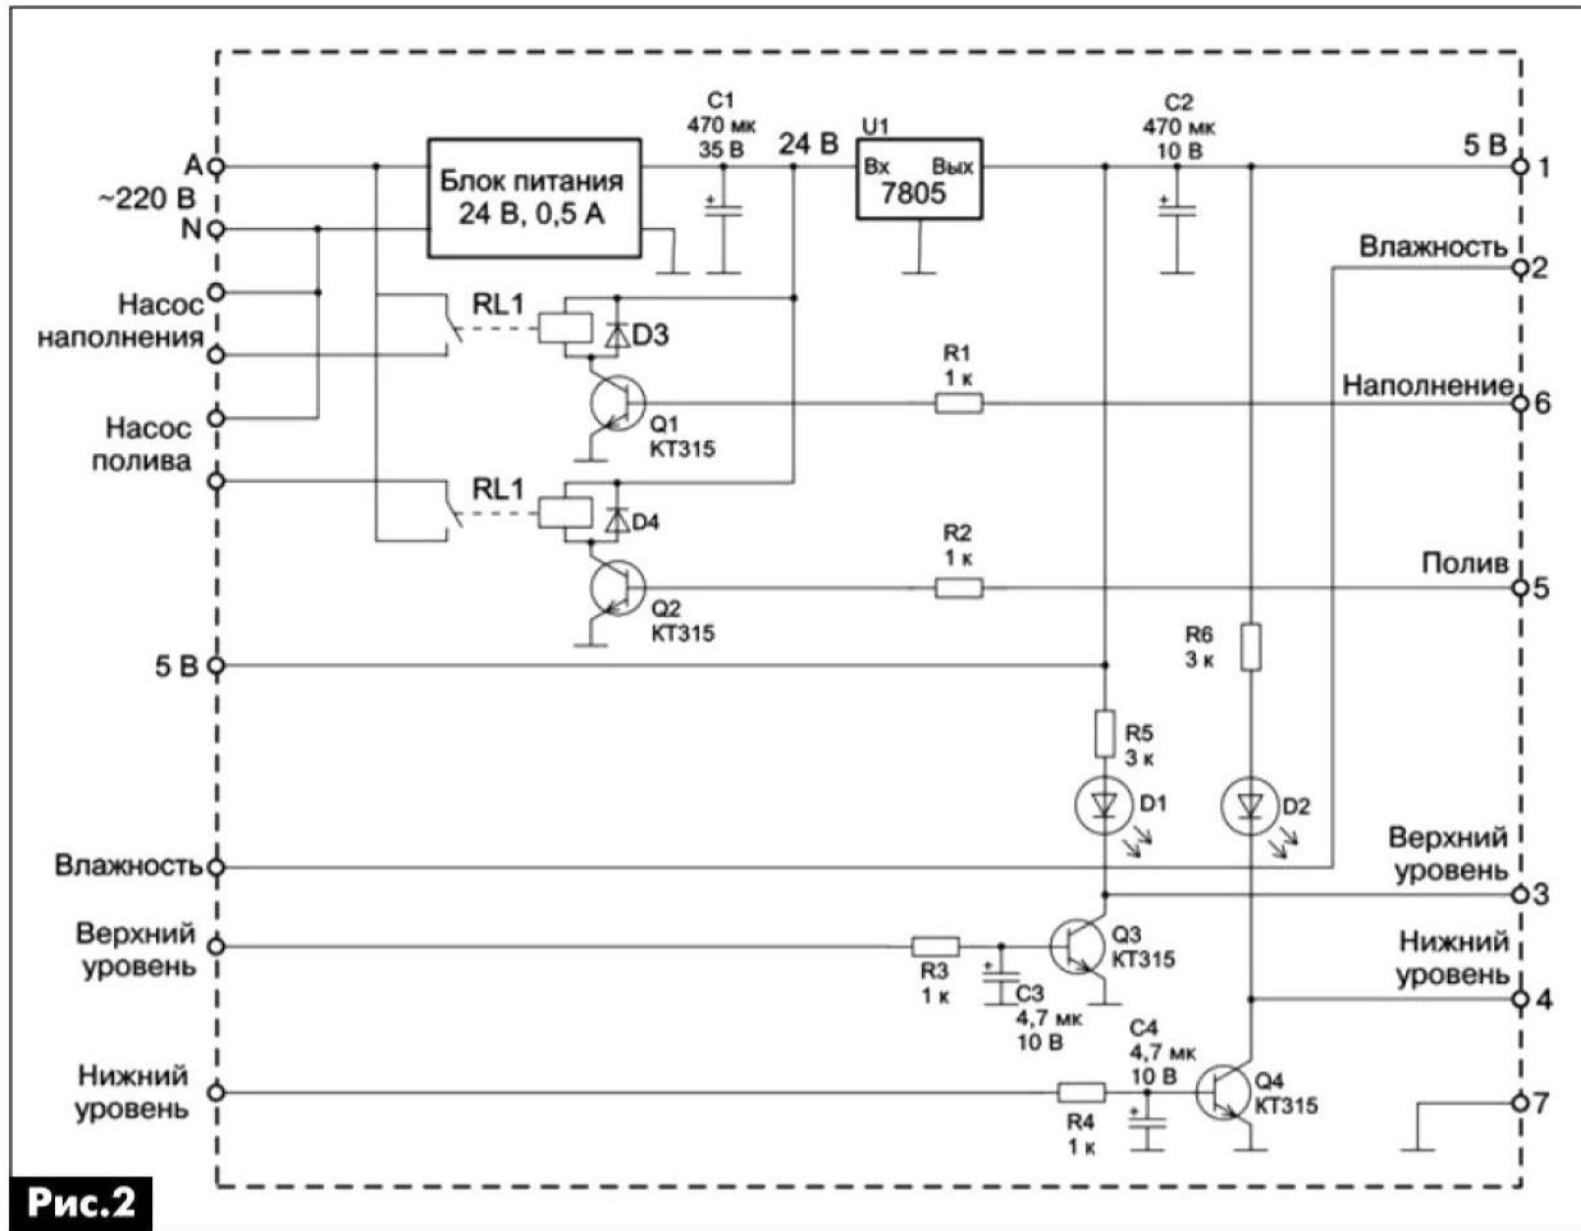 C1
470 мк
35 В
24 В
U1
Вх Вых
7805
C2
470 мк
10 В
5 В
1
A
~220 В
N
Блок питания
24 В, 0,5 А
Влажность
2
Насос
наполнения
RL1
D3
R1
1 к
Наполнение
6
Q1
КТ315
Насос
полива
RL1
D4
R2
1 к
Полив
5
Q2
КТ315
5 В
R6
3 к
R5
3 к
D1
D2
Влажность
Верхний
уровень
3
Верхний
уровень
R3
1 к
C3
4,7 мк
10 В
Q3
КТ315
Нижний
уровень
4
Нижний
уровень
R4
1 к
C4
4,7 мк
10 В
Q4
КТ315
7
+
+
+
+
Рис.2